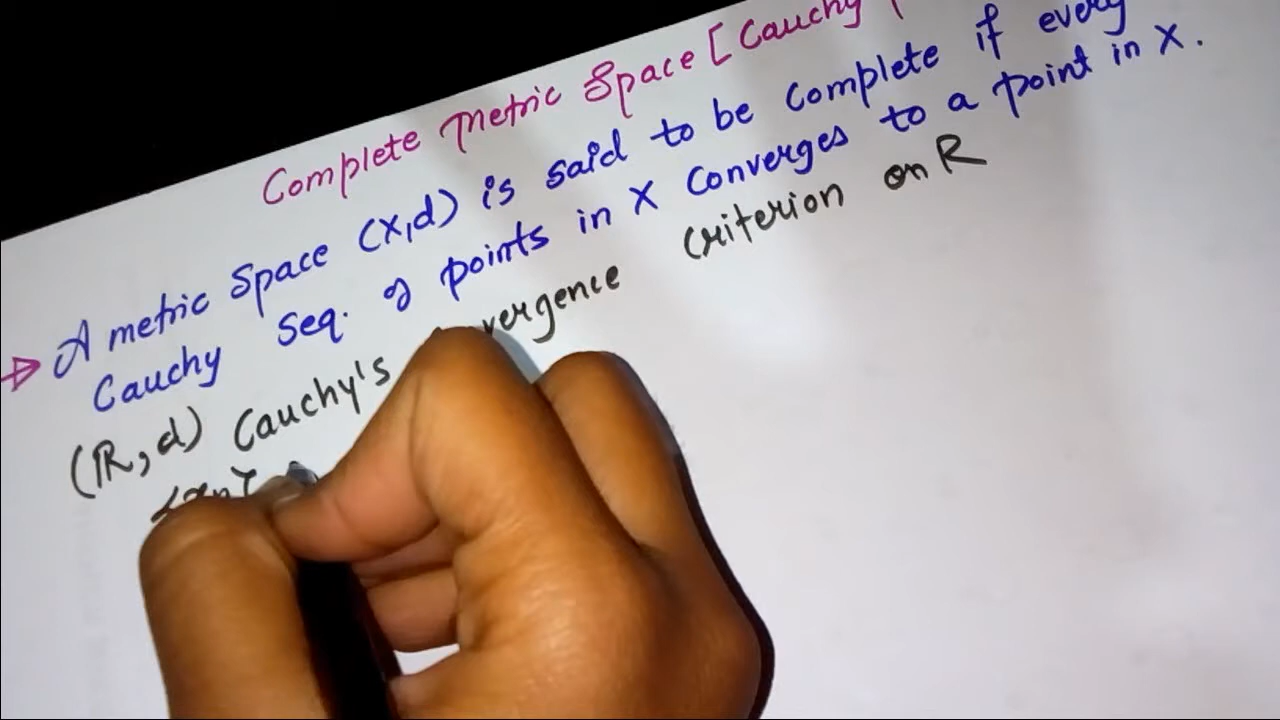 Complete Metric Space [Cauchy
A metric Space (X,d) is said to be complete if every
Cauchy Seq. of points in X Converges to a point in X.
(R, d) Cauchy's vergence criterion on R